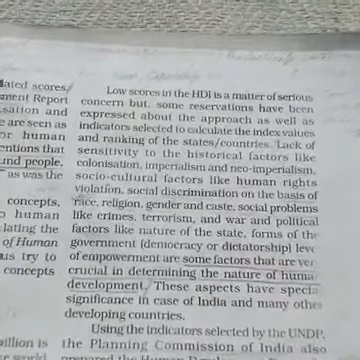 lated scores/
ment Report
sation and
e are seen as
or human
entions that
und people,
as was the
concepts,
o human
lating the
of Human
us try to
concepts
billion is
Low scores in the HDI is a matter of serious
concern but, some reservations have been
expressed about the approach as well as
indicators selected to calculate the index values
and ranking of the states/countries. Lack of
sensitivity to the historical factors like
colonisation, imperialism and neo-imperialism,
socio-cultural factors like human rights
violation, social discrimination on the basis of
race, religion, gender and caste, social problems
like crimes, terrorism, and war and political
factors like nature of the state, forms of the
government (democracy or dictatorship) leve
of empowerment are some factors that are ver
crucial in determining the nature of huma
development. These aspects have specia
significance in case of India and many othe
developing countries.
Using the indicators selected by the UNDP,
the Planning Commission of India also